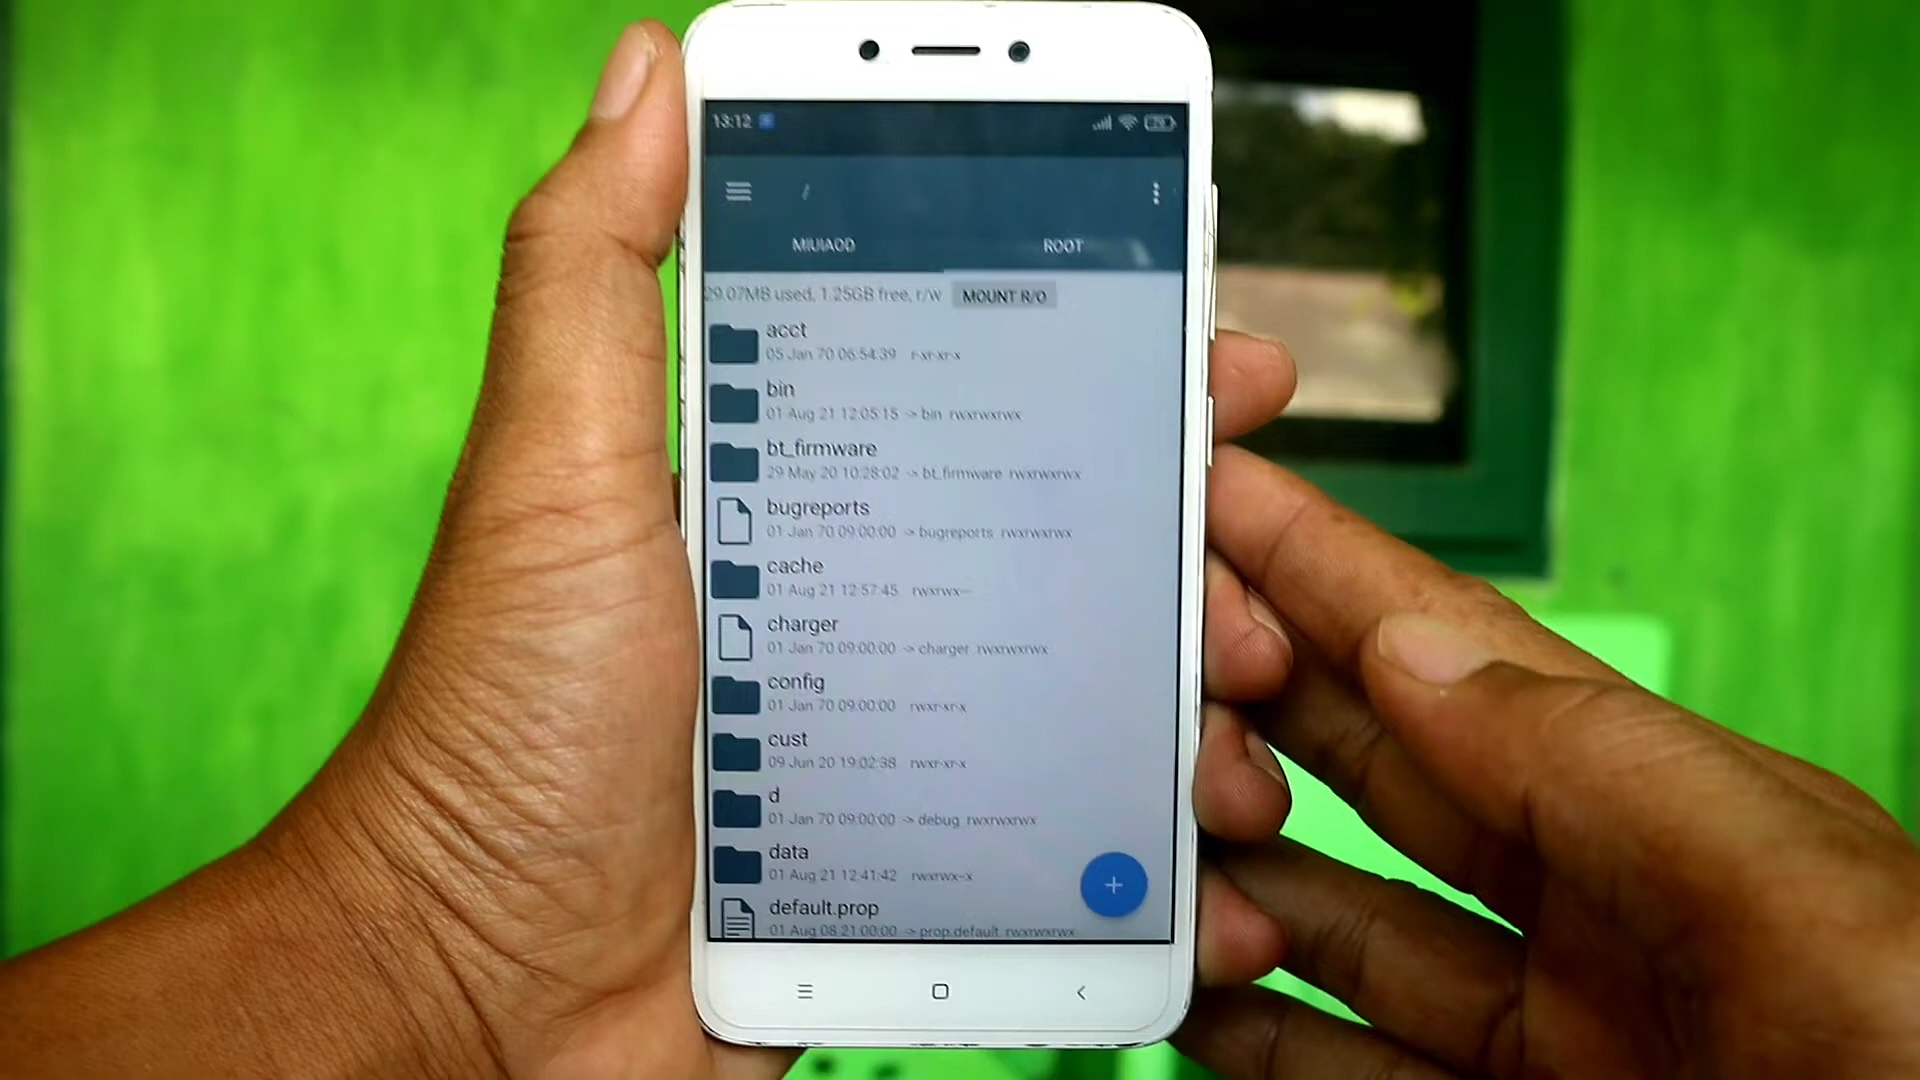 13:12
/
MIUIAOD ROOT
29.07MB used, 1.25GB free, r/w MOUNT R/O
acct
05 Jan 70 06:54:39 r-xr-xr-x
bin
01 Aug 21 12:05:15 -> bin rwxrwxrwx
bt_firmware
29 May 20 10:28:02 -> bt_firmware rwxrwxrwx
bugreports
01 Jan 70 09:00:00 -> bugreports rwxrwxrwx
cache
01 Aug 21 12:57:45 rwxrwx---
charger
01 Jan 70 09:00:00 -> charger rwxrwxrwx
config
01 Jan 70 09:00:00 rwxr-xr-x
cust
09 Jun 20 19:02:38 rwxr-xr-x
d
01 Jan 70 09:00:00 -> debug rwxrwxrwx
data
01 Aug 21 12:41:42 rwxrwx--x
default.prop
01 Aug 08 21:00:00 -> prop.default rwxrwxrwx